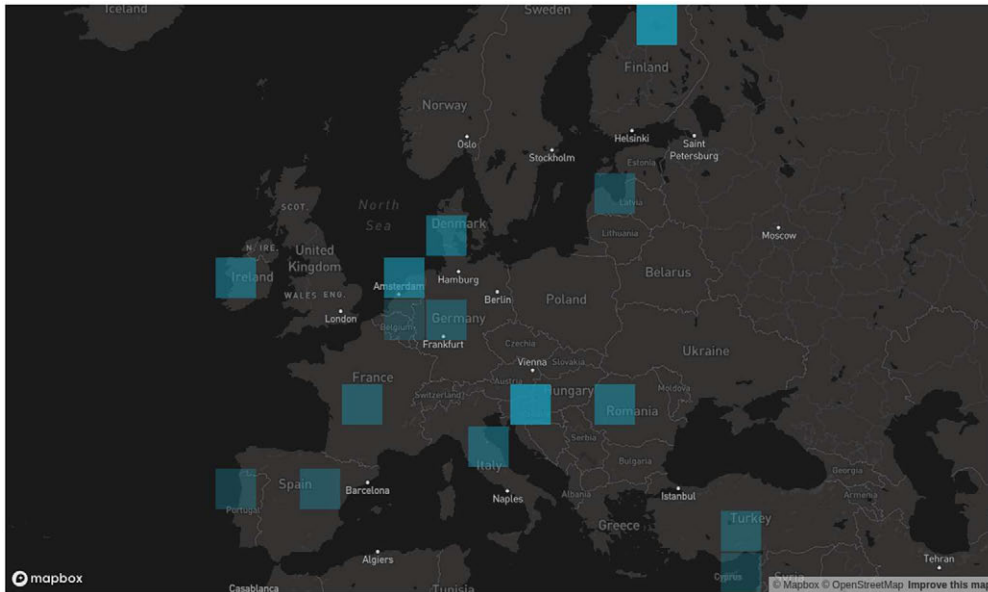 Iceland
Sweden
Finland
Norway
Oslo
Helsinki
Saint
Petersburg
Stockholm
Estonia
SCOT.
North
Sea
Denmark
Latvia
Lithuania
Moscow
N. IRE.
United
Kingdom
Ireland
Hamburg
Amsterdam
Belarus
WALES ENG.
Berlin
Poland
London
Belgium
Germany
Frankfurt
Czechia
Ukraine
Vienna
Slovakia
France
Austria
Switzerland
Hungary
Moldova
Romania
Serbia
Italy
Bulgaria
Georgia
Spain
Barcelona
Naples
Albania
Istanbul
Armenia
Portugal
Greece
Turkey
Algiers
Tehran
Cyprus
Syria
mapbox
Casablanca
Tunisia
© Mapbox © OpenStreetMap Improve this map